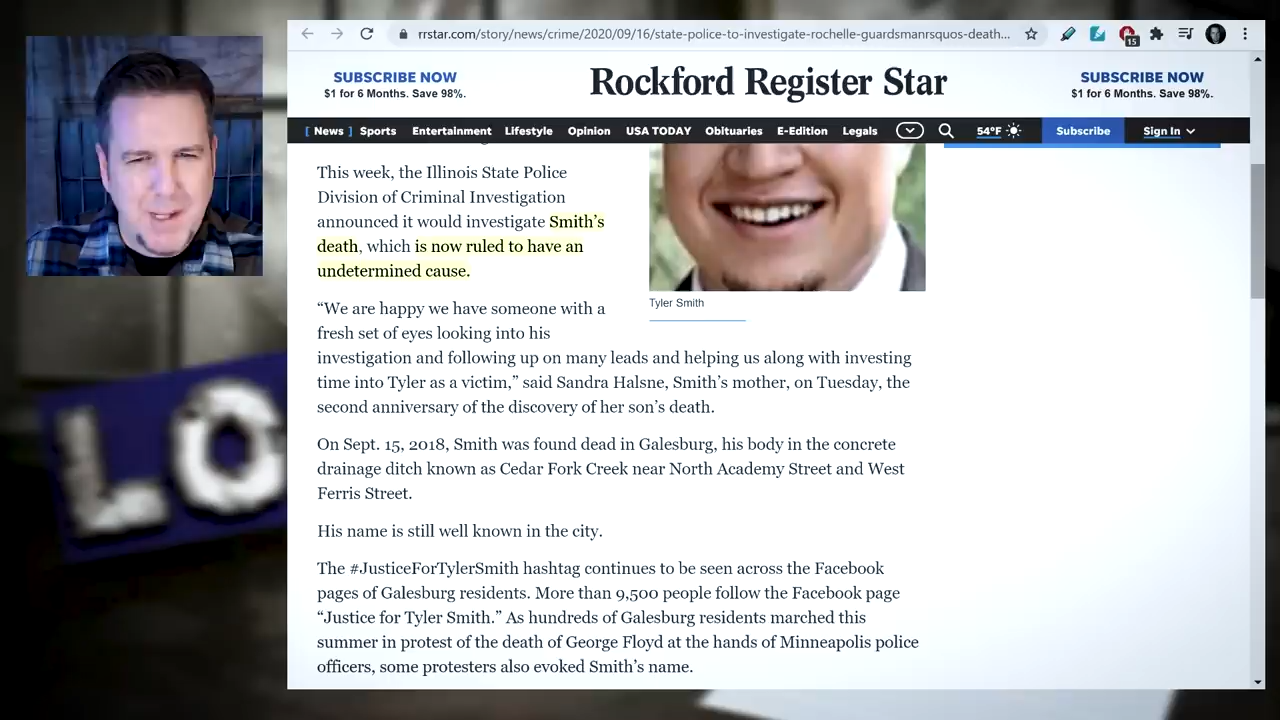 rrstar.com/story/news/crime/2020/09/16/state-police-to-investigate-rochelle-guardsmanrsquos-death...
15
SUBSCRIBE NOW
$1 for 6 Months. Save 98%.
Rockford Register Star
SUBSCRIBE NOW
$1 for 6 Months. Save 98%.
[ News ] Sports Entertainment Lifestyle Opinion USA TODAY Obituaries E-Edition Legals 54°F Subscribe Sign In
This week, the Illinois State Police
Division of Criminal Investigation
announced it would investigate Smith’s
death, which is now ruled to have an
undetermined cause.
Tyler Smith
“We are happy we have someone with a
fresh set of eyes looking into his
investigation and following up on many leads and helping us along with investing
time into Tyler as a victim,” said Sandra Halsne, Smith’s mother, on Tuesday, the
second anniversary of the discovery of her son’s death.
On Sept. 15, 2018, Smith was found dead in Galesburg, his body in the concrete
drainage ditch known as Cedar Fork Creek near North Academy Street and West
Ferris Street.
His name is still well known in the city.
The #JusticeForTylerSmith hashtag continues to be seen across the Facebook
pages of Galesburg residents. More than 9,500 people follow the Facebook page
“Justice for Tyler Smith.” As hundreds of Galesburg residents marched this
summer in protest of the death of George Floyd at the hands of Minneapolis police
officers, some protesters also evoked Smith’s name.
LO